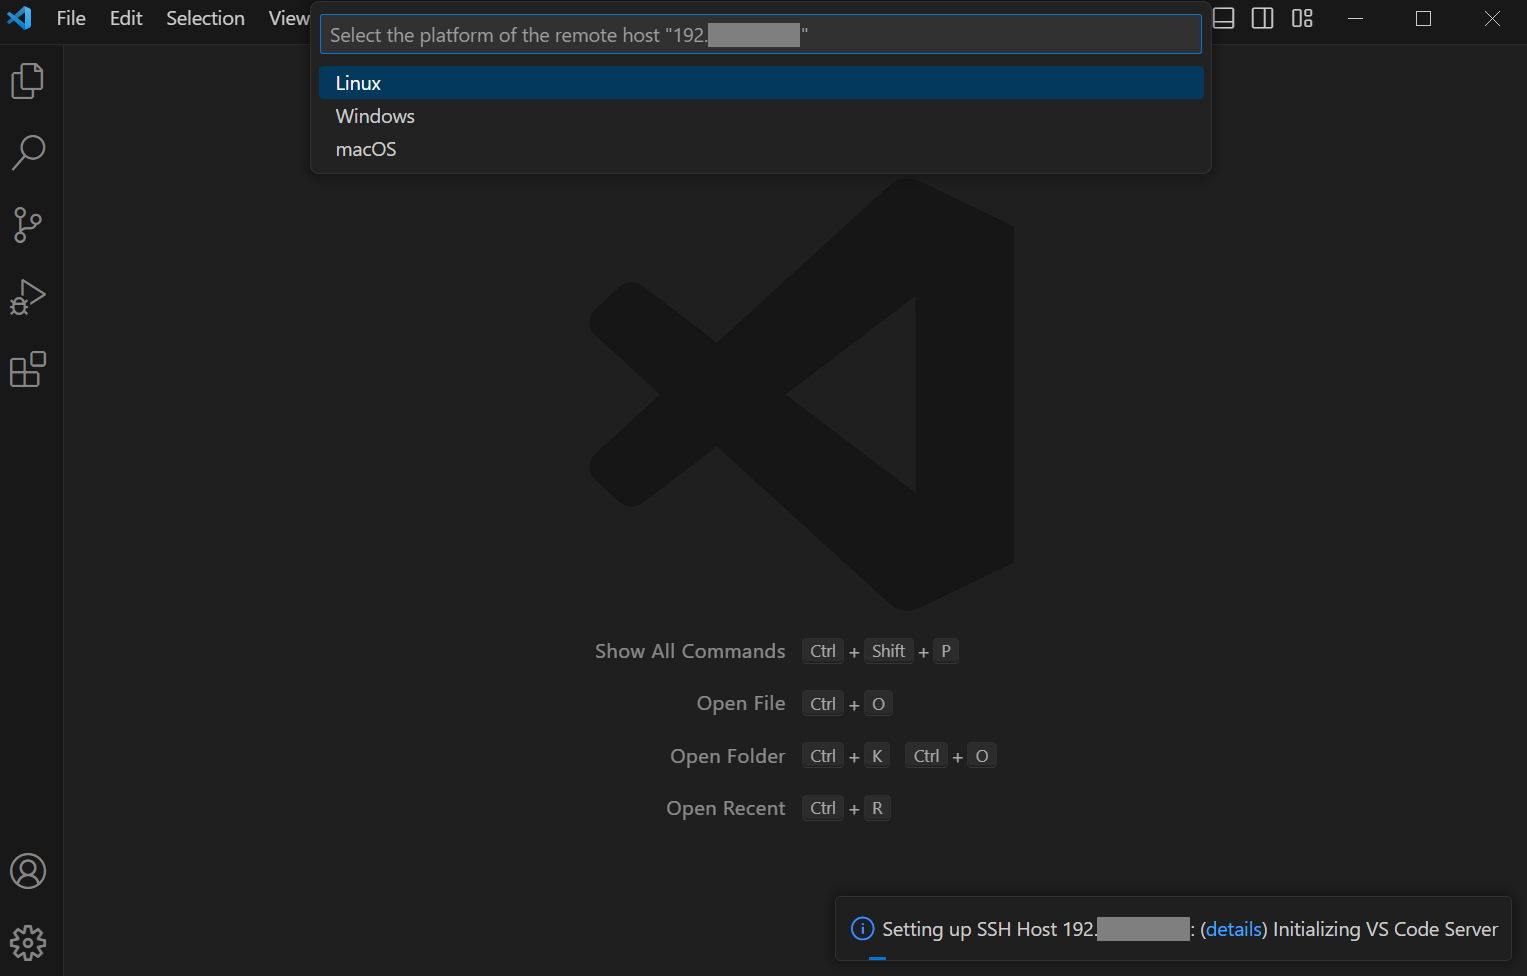 File Edit Selection View
Select the platform of the remote host "192. "
Linux
Windows
macOS
Show All Commands Ctrl + Shift + P
Open File Ctrl + O
Open Folder Ctrl + K Ctrl + O
Open Recent Ctrl + R
Setting up SSH Host 192. : (details) Initializing VS Code Server